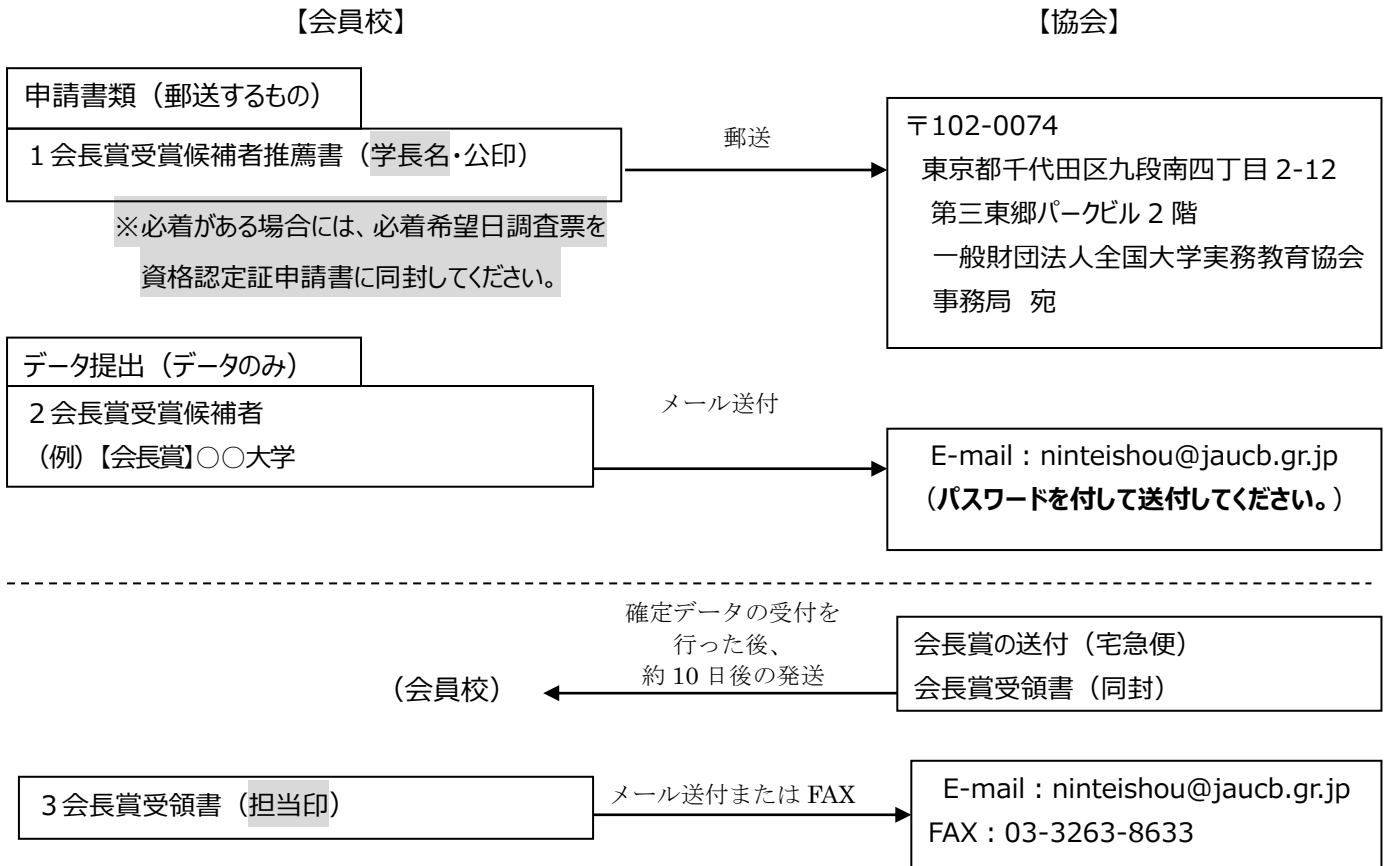 【会員校】
【協会】
申請書類（郵送するもの）
１会長賞受賞候補者推薦書（学長名・公印）
※必着がある場合には、必着希望日調査票を
資格認定証申請書に同封してください。
郵送
〒102-0074
東京都千代田区九段南四丁目 2-12
第三東郷パークビル 2 階
一般財団法人全国大学実務教育協会
事務局 宛
データ提出（データのみ）
２会長賞受賞候補者
（例）【会長賞】○○大学
メール送付
E-mail：ninteishou@jaucb.gr.jp
（パスワードを付して送付してください。）
確定データの受付を
行った後、
約 10 日後の発送
（会員校）
会長賞の送付（宅急便）
会長賞受領書（同封）
３会長賞受領書（担当印）
メール送付または FAX
E-mail：ninteishou@jaucb.gr.jp
FAX：03-3263-8633